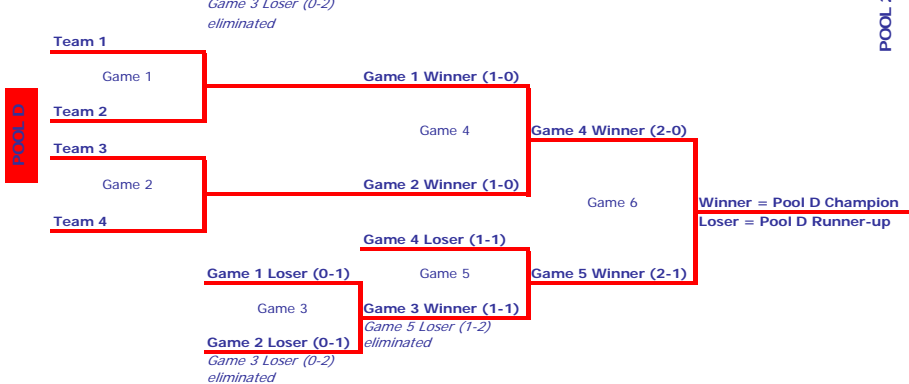 Game 3 Loser (0-2)
eliminated
POOL 2
Team 1
Game 1
Game 1 Winner (1-0)
Team 2
POOL D
Game 4
Game 4 Winner (2-0)
Team 3
Game 2
Game 2 Winner (1-0)
Game 6
Winner = Pool D Champion
Team 4
Loser = Pool D Runner-up
Game 4 Loser (1-1)
Game 1 Loser (0-1)
Game 5
Game 5 Winner (2-1)
Game 3
Game 3 Winner (1-1)
Game 5 Loser (1-2)
eliminated
Game 2 Loser (0-1)
Game 3 Loser (0-2)
eliminated